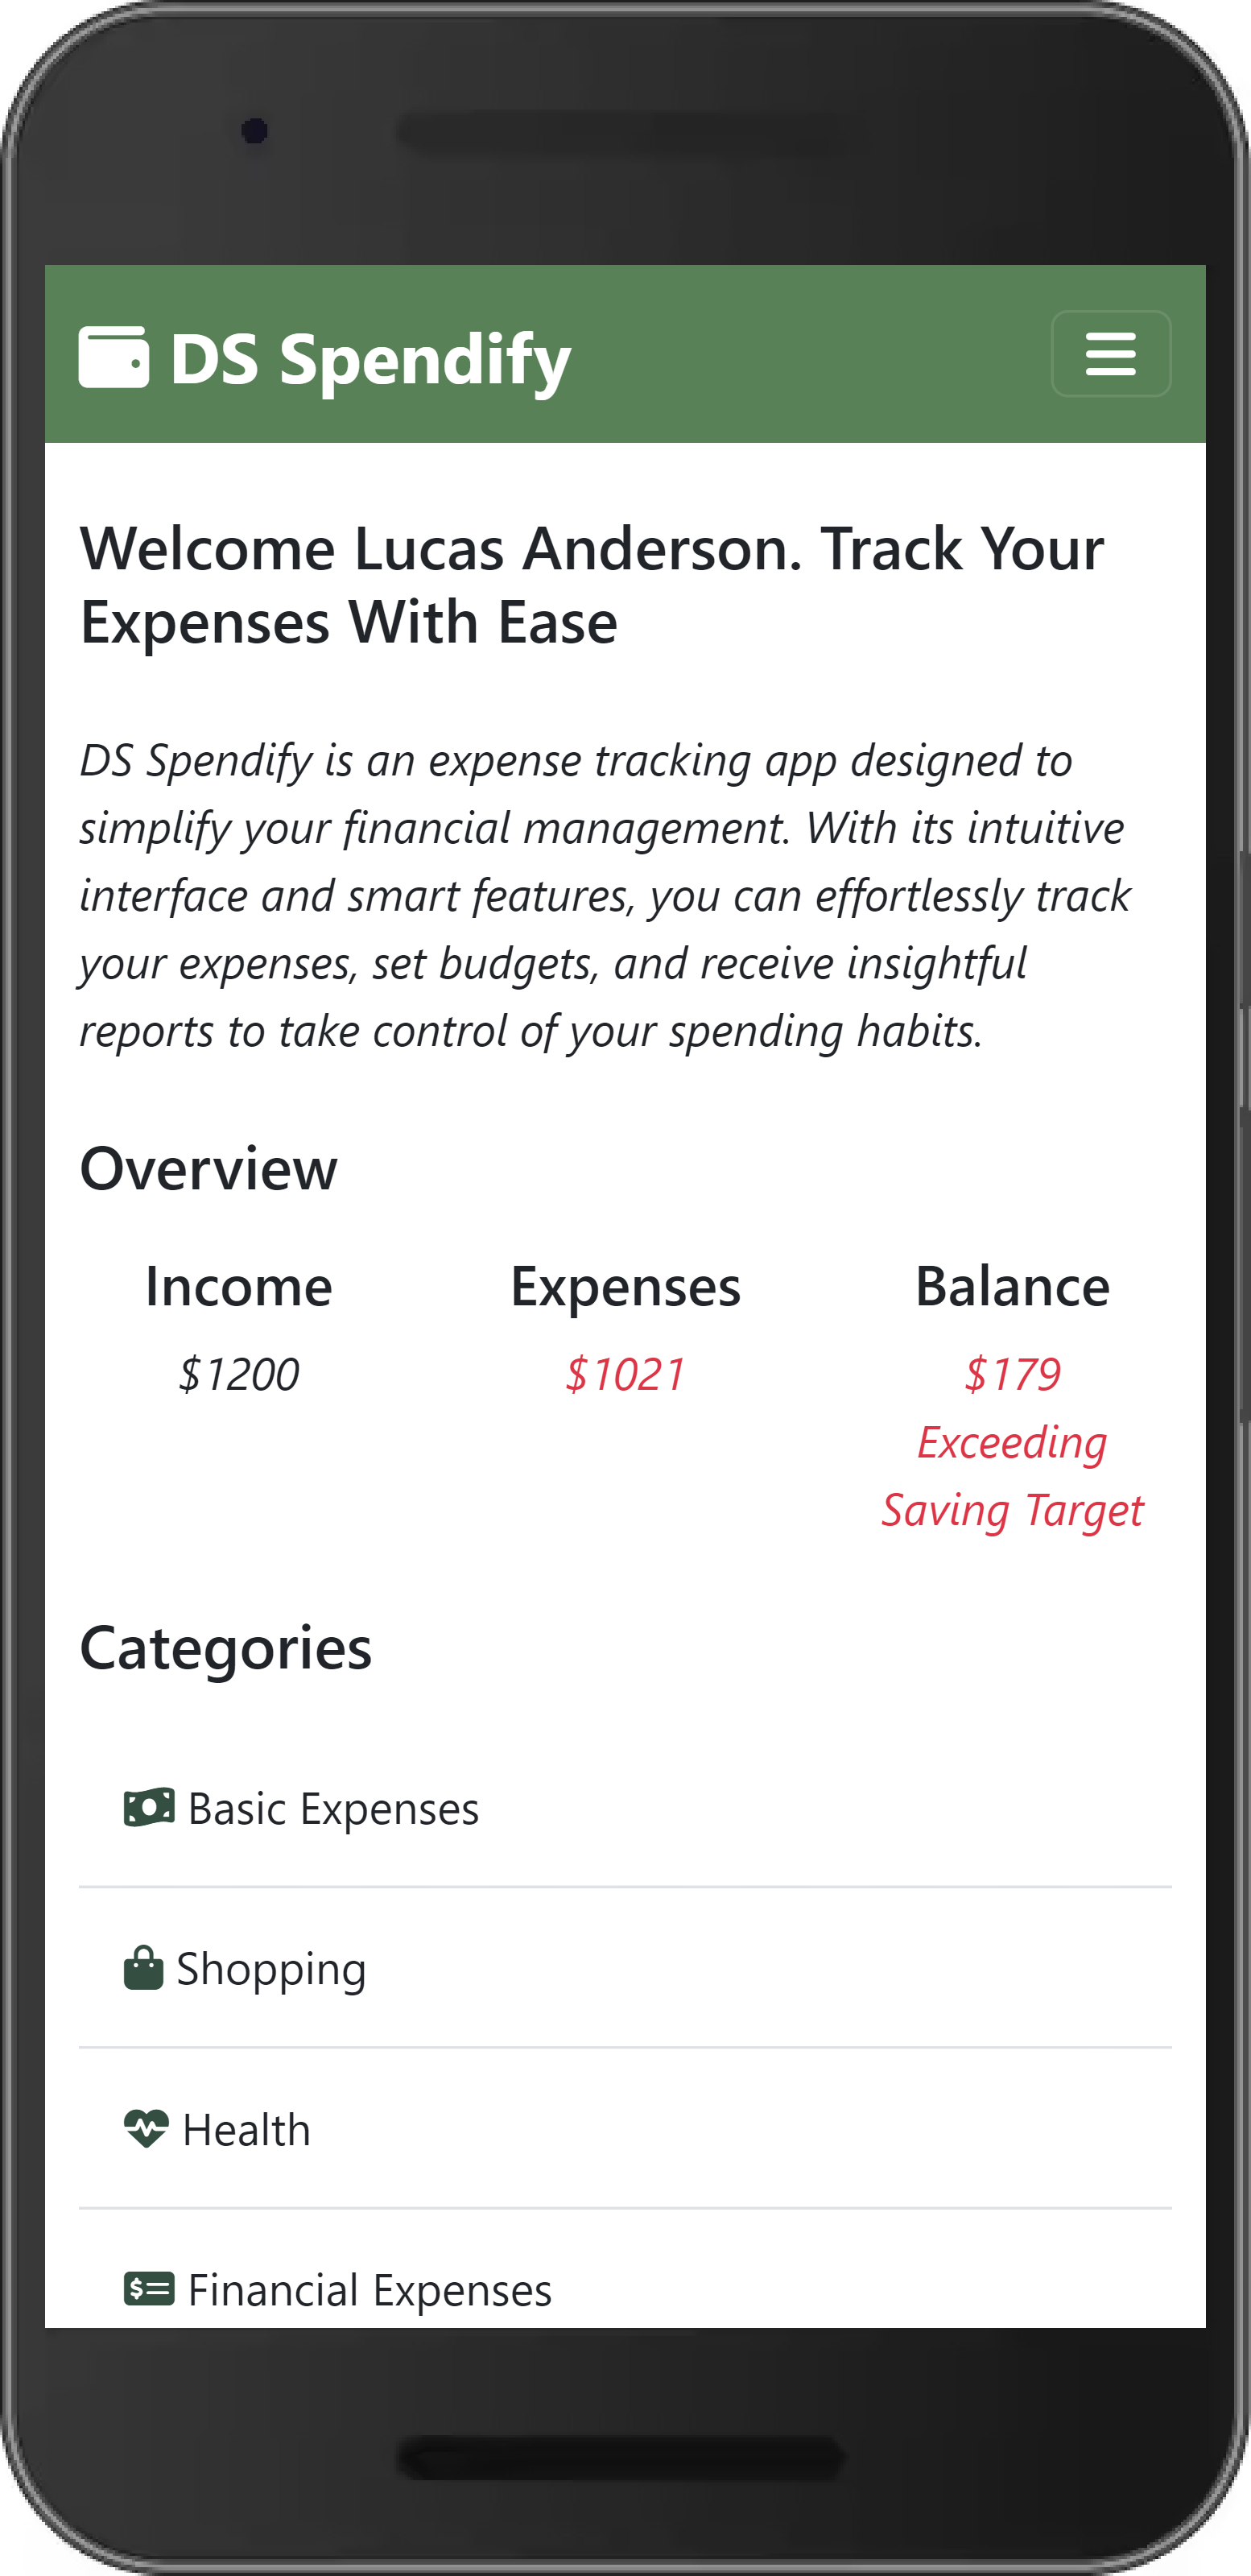 DS Spendify
Welcome Lucas Anderson. Track Your
Expenses With Ease
DS Spendify is an expense tracking app designed to
simplify your financial management. With its intuitive
interface and smart features, you can effortlessly track
your expenses, set budgets, and receive insightful
reports to take control of your spending habits.
Overview
Income Expenses Balance
$1200 $1021 $179
Exceeding
Saving Target
Categories
Basic Expenses
Shopping
Health
Financial Expenses